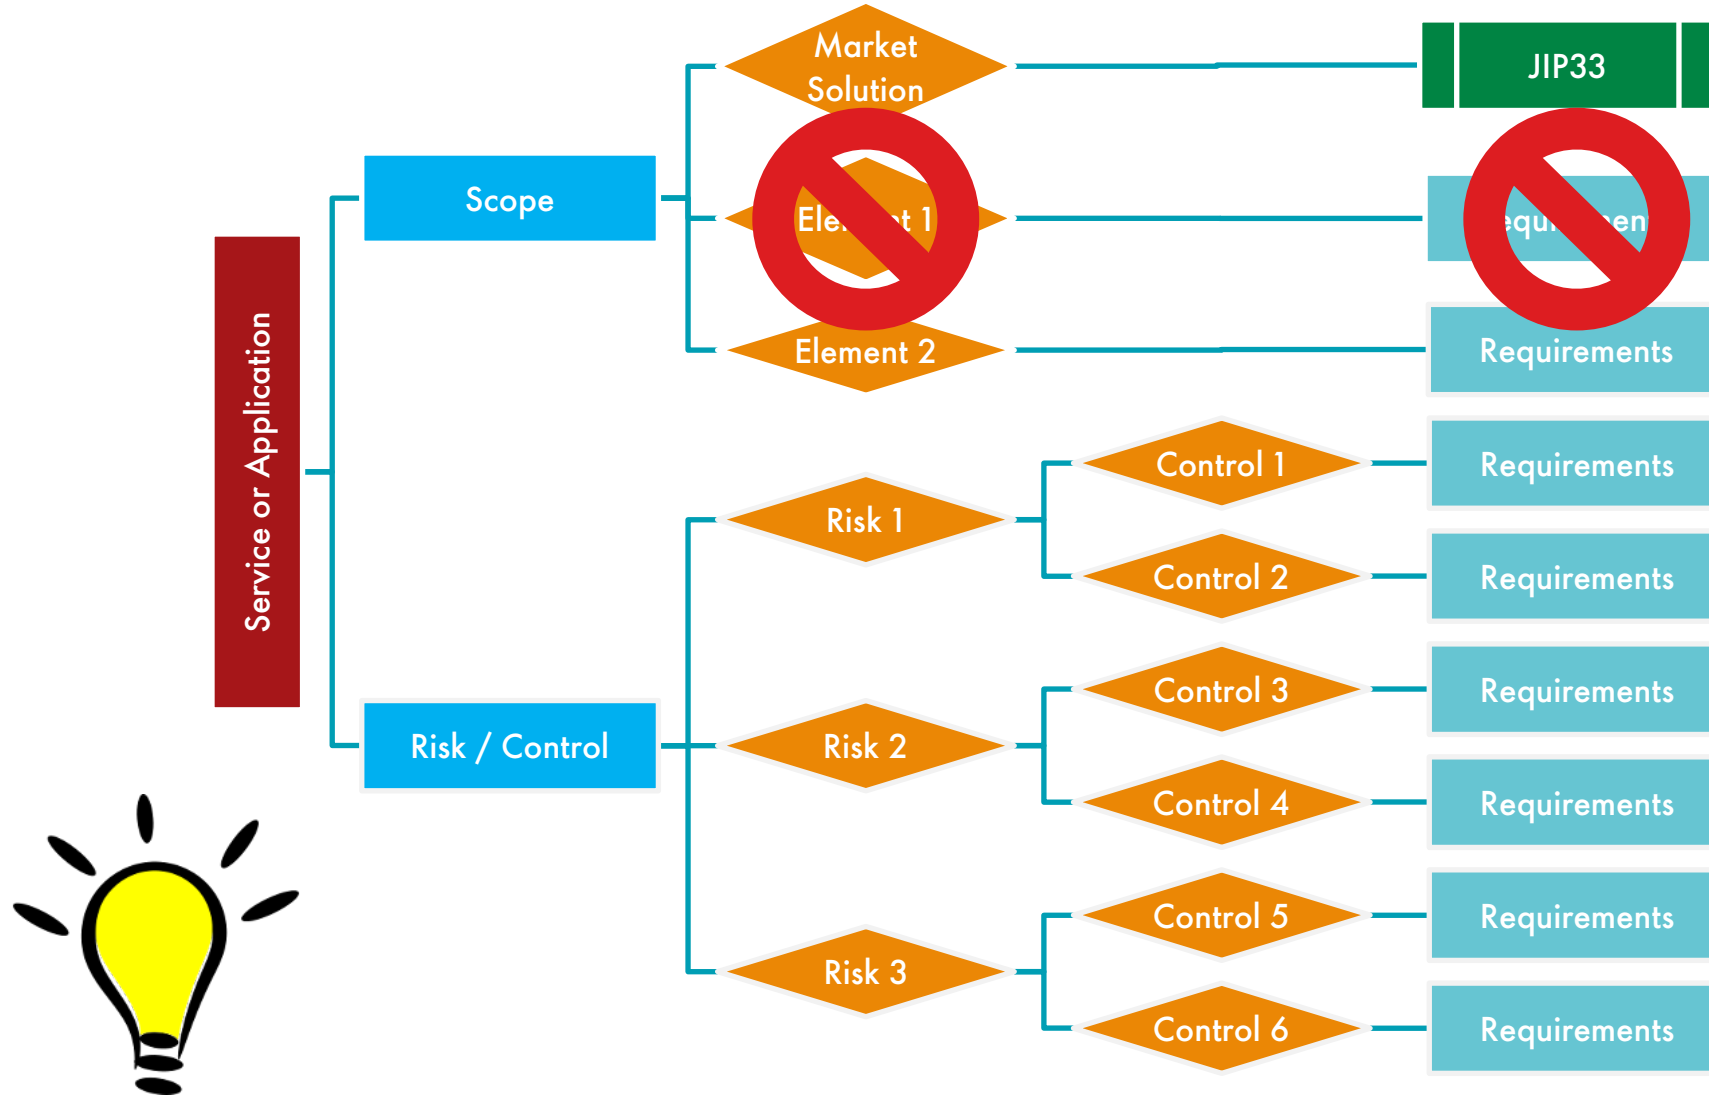 Market
Solution
JIP33
Scope
Element 2
Requirements
Service or Application
Control 1
Requirements
Risk 1
Control 2
Requirements
Control 3
Requirements
Risk / Control
Risk 2
Control 4
Requirements
Control 5
Requirements
Risk 3
Control 6
Requirements